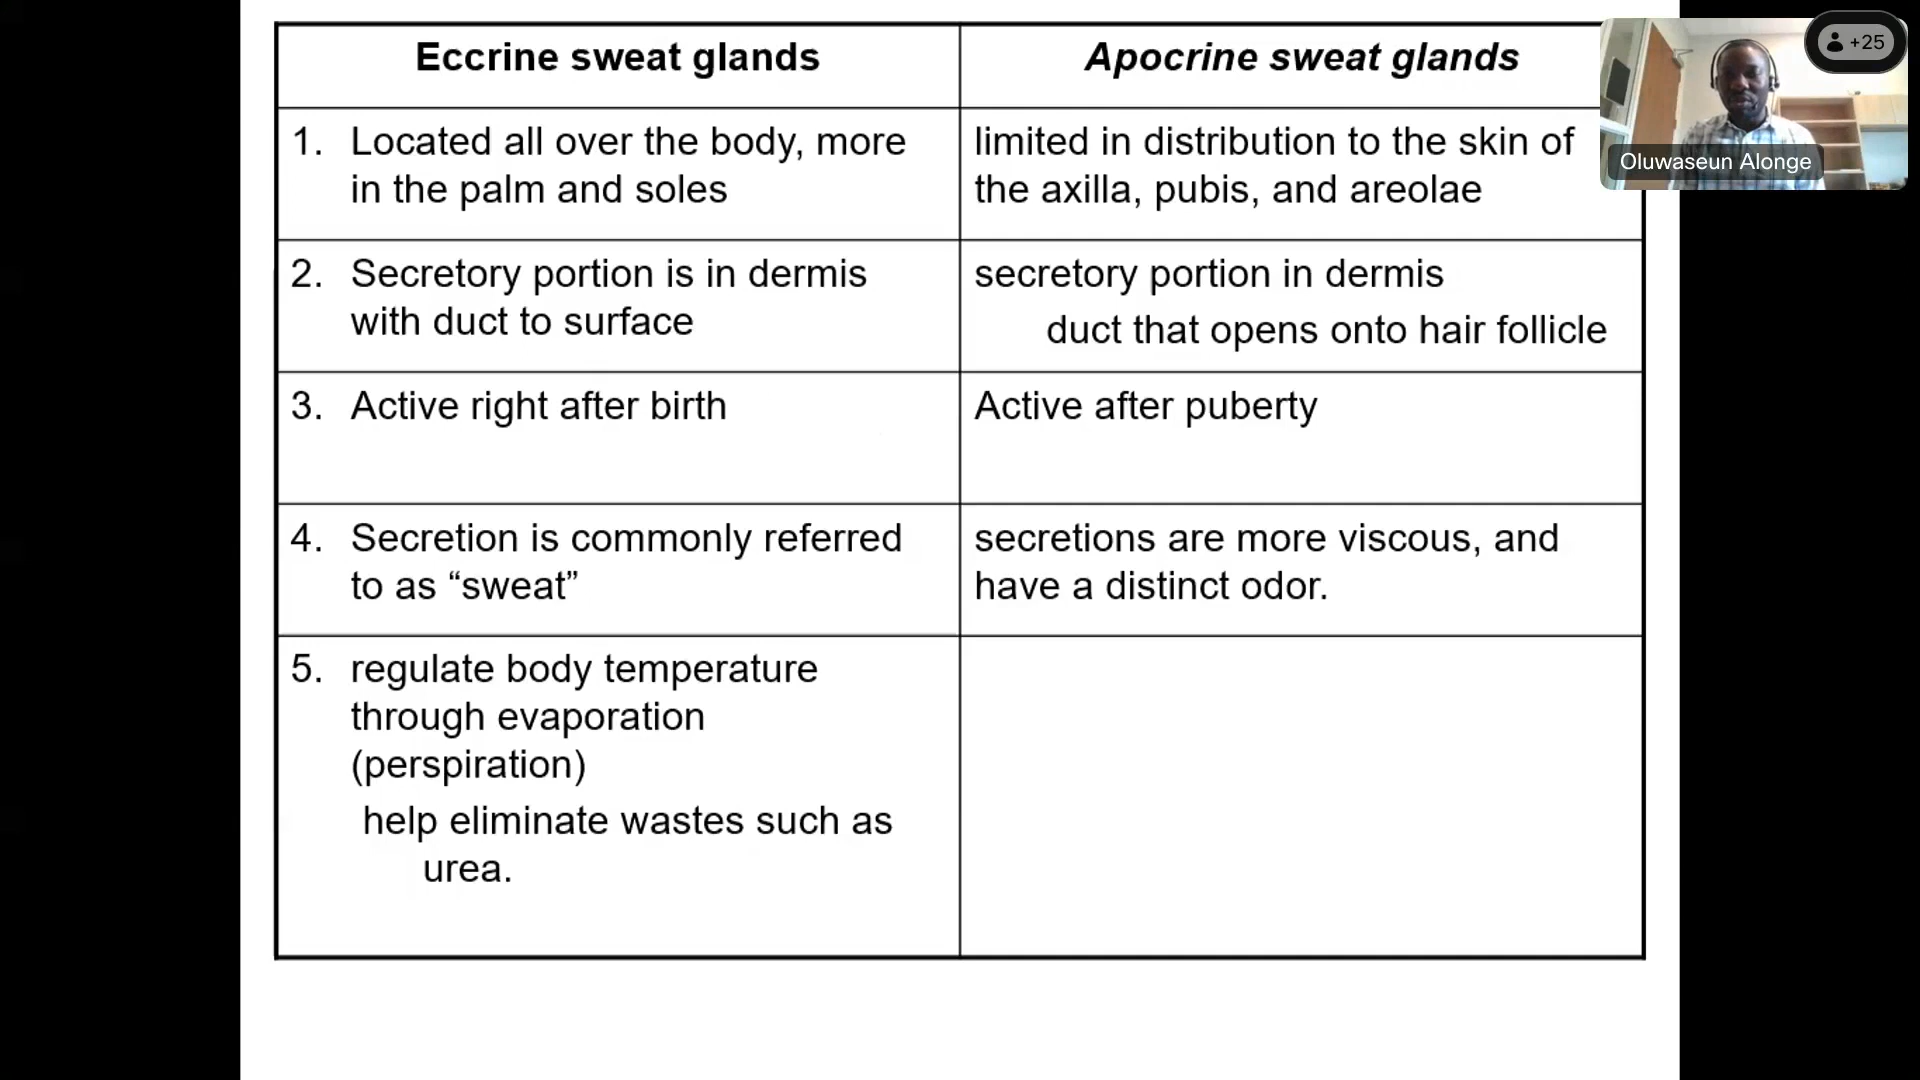 Eccrine sweat glands
Apocrine sweat glands
1. Located all over the body, more
in the palm and soles
limited in distribution to the skin of
the axilla, pubis, and areolae
2. Secretory portion is in dermis
with duct to surface
secretory portion in dermis
duct that opens onto hair follicle
3. Active right after birth
Active after puberty
4. Secretion is commonly referred
to as “sweat”
secretions are more viscous, and
have a distinct odor.
5. regulate body temperature
through evaporation
(perspiration)
help eliminate wastes such as
urea.
+25
Oluwaseun Alonge